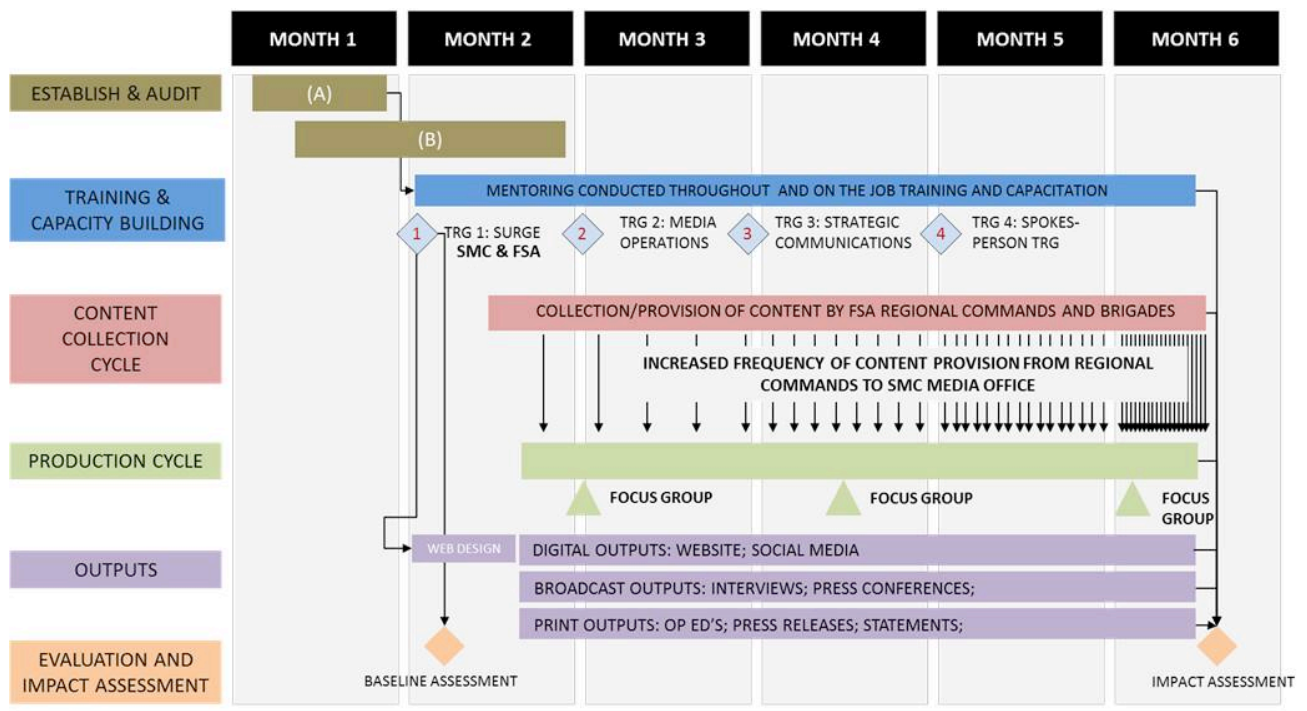 MONTH 1
MONTH 2
MONTH 3
MONTH 4
MONTH 5
MONTH 6
ESTABLISH & AUDIT
(A)
(B)
TRAINING &
CAPACITY BUILDING
MENTORING CONDUCTED THROUGHOUT AND ON THE JOB TRAINING AND CAPACITATION
1
TRG 1: SURGE
SMC & FSA
2
TRG 2: MEDIA
OPERATIONS
3
TRG 3: STRATEGIC
COMMUNICATIONS
4
TRG 4: SPOKES-
PERSON TRG
CONTENT
COLLECTION
CYCLE
COLLECTION/PROVISION OF CONTENT BY FSA REGIONAL COMMANDS AND BRIGADES
INCREASED FREQUENCY OF CONTENT PROVISION FROM REGIONAL
COMMANDS TO SMC MEDIA OFFICE
PRODUCTION CYCLE
FOCUS GROUP
FOCUS GROUP
FOCUS
GROUP
OUTPUTS
WEB DESIGN
DIGITAL OUTPUTS: WEBSITE; SOCIAL MEDIA
BROADCAST OUTPUTS: INTERVIEWS; PRESS CONFERENCES;
PRINT OUTPUTS: OP ED'S; PRESS RELEASES; STATEMENTS;
EVALUATION AND
IMPACT ASSESSMENT
BASELINE ASSESSMENT
IMPACT ASSESSMENT